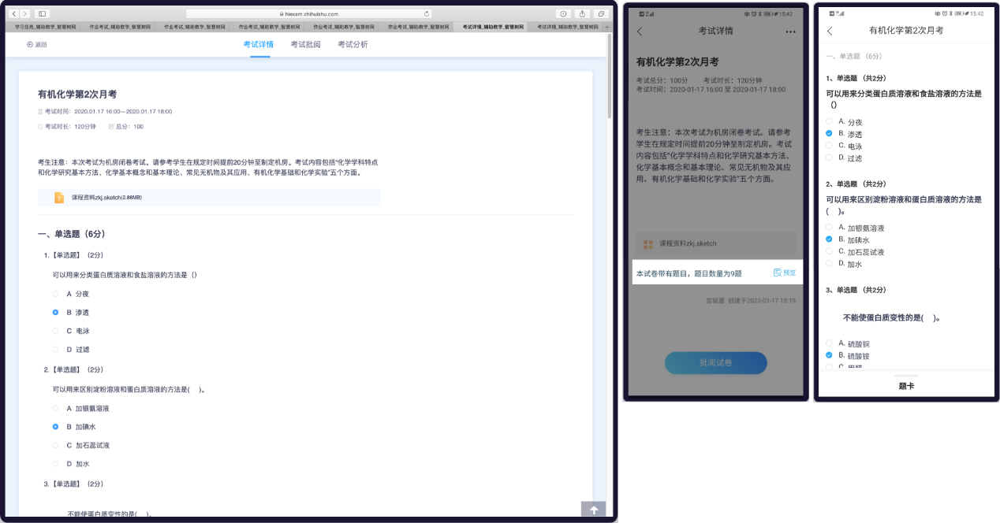 hiexam.zhihuishu.com
学习任务_辅助教学_智慧树网
作业考试_辅助教学_智慧树网
作业考试_辅助教学_智慧树网
作业考试_辅助教学_智慧树网
作业考试_辅助教学_智慧树网
作业考试_辅助教学_智慧树网
考试详情_辅助教学_智慧树网
考试详情_辅助教学_智慧树网
返回
考试详情 考试批阅 考试分析
有机化学第2次月考
考试时间：2020.01.17 16:00—2020.01.17 18:00
考试时长：120分钟 总分：100
考生注意：本次考试为机房闭卷考试。请参考学生在规定时间提前20分钟至制定机房。考试内容包括“化学学科特点
和化学研究基本方法、化学基本概念和基本理论、常见无机物及其应用、有机化学基础和化学实验”五个方面。
课程资料zkj.sketch(2.88MB)
一、单选题（6分）
1.【单选题】（2分）
可以用来分类蛋白质溶液和食盐溶液的方法是（）
A 分夜
B 渗透
C 电泳
D 过滤
2.【单选题】（2分）
可以用来区别淀粉溶液和蛋白质溶液的方法是( )。
A 加银氨溶液
B 加碘水
C 加石蕊试液
D 加水
3.【单选题】（2分）
不能使蛋白质变性的是( )。
15:42
考试详情
有机化学第2次月考
考试总分：100分 考试时长：120分钟
考试时间：2020-01-17 16:00 至 2020-01-17 18:00
考生注意：本次考试为机房闭卷考试。请参考
学生在规定时间提前20分钟至制定机房。考试
内容包括“化学学科特点和化学研究基本方法、
化学基本概念和基本理论、常见无机物及其应
用、有机化学基础和化学实验”五个方面。
课程资料zkj.sketch
本试卷带有题目，题目数量为9题 预览
创建于2020-01-17 15:19
批阅试卷
15:42
有机化学第2次月考
一、单选题（6分）
1、单选题 （共2分）
可以用来分类蛋白质溶液和食盐溶液的方法是
（）
A. 分夜
B. 渗透
C. 电泳
D. 过滤
2、单选题 （共2分）
可以用来区别淀粉溶液和蛋白质溶液的方法是
( )。
A. 加银氨溶液
B. 加碘水
C. 加石蕊试液
D. 加水
3、单选题 （共2分）
不能使蛋白质变性的是( )。
A. 硫酸铜
B. 硫酸铵
C. 甲醛
题卡